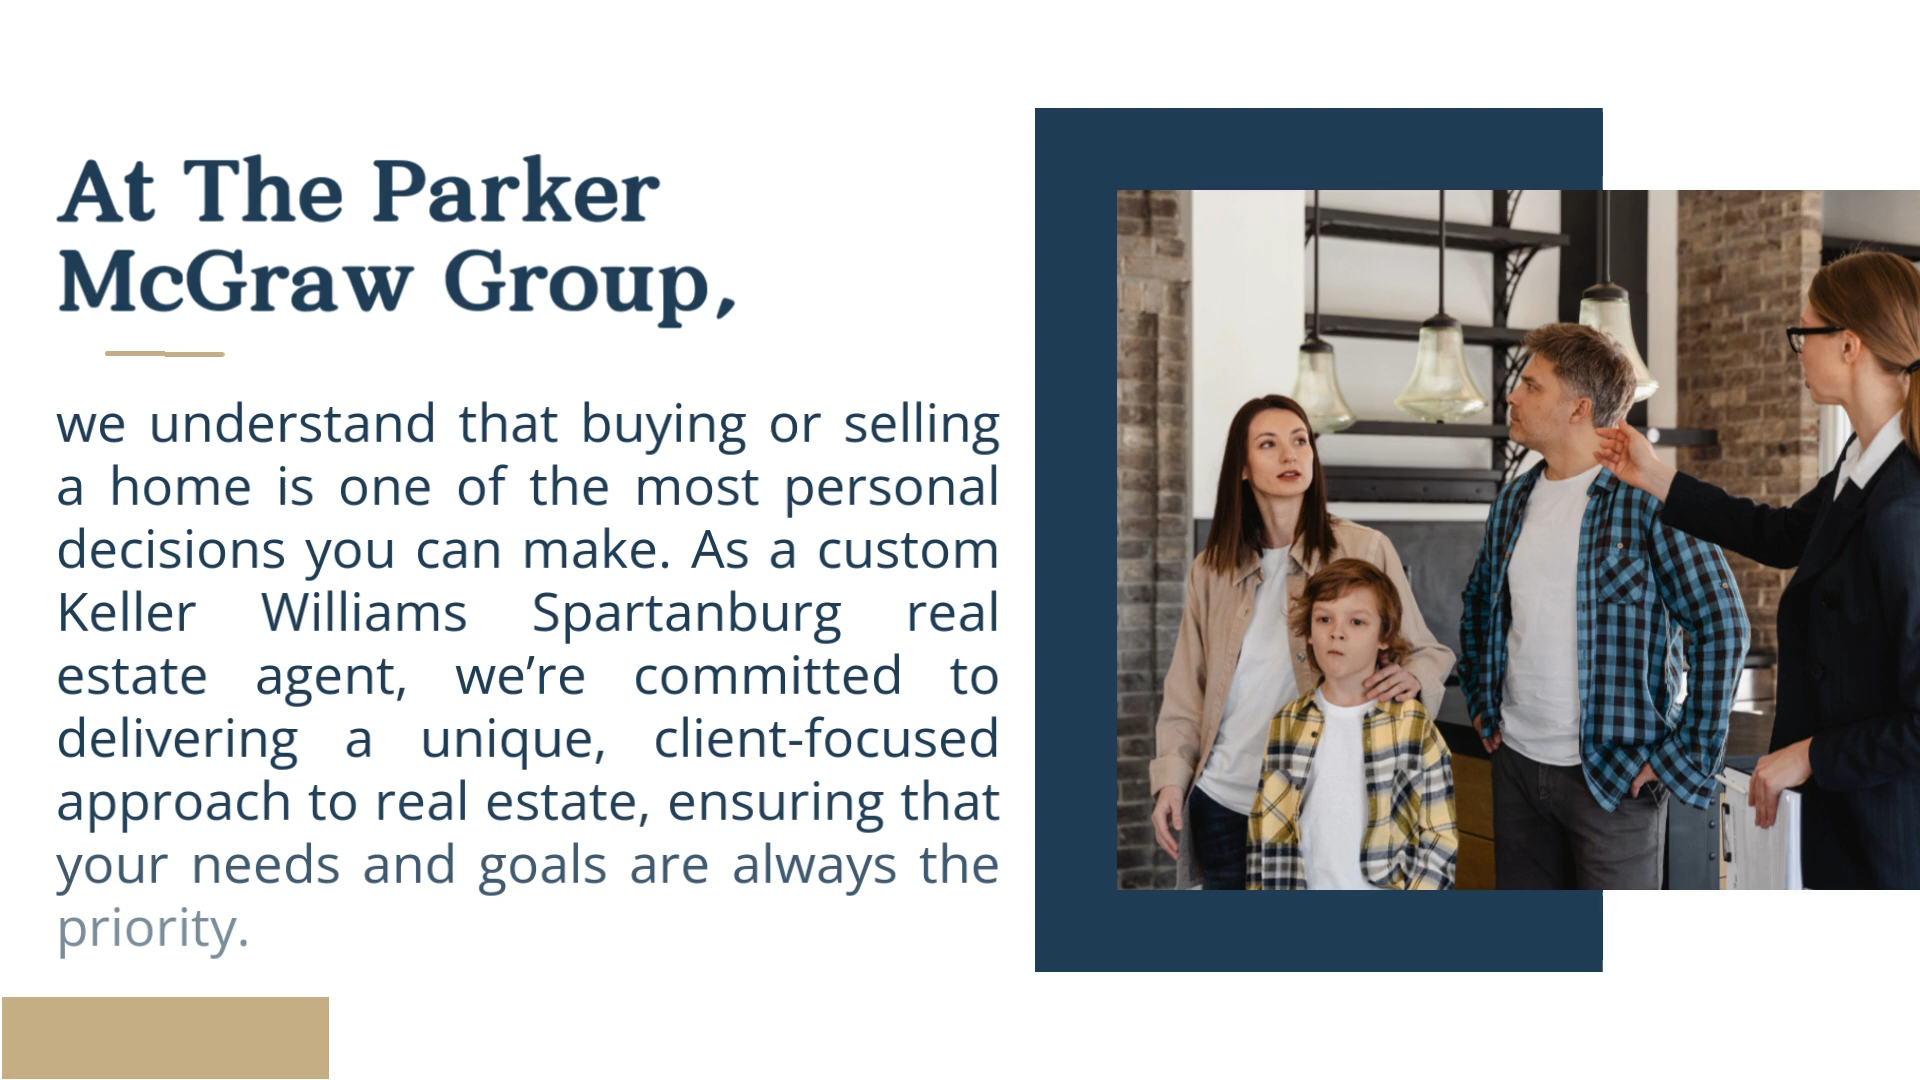 At The Parker
McGraw Group,
we understand that buying or selling
a home is one of the most personal
decisions you can make. As a custom
Keller Williams Spartanburg real
estate agent, we’re committed to
delivering a unique, client-focused
approach to real estate, ensuring that
your needs and goals are always the
priority.